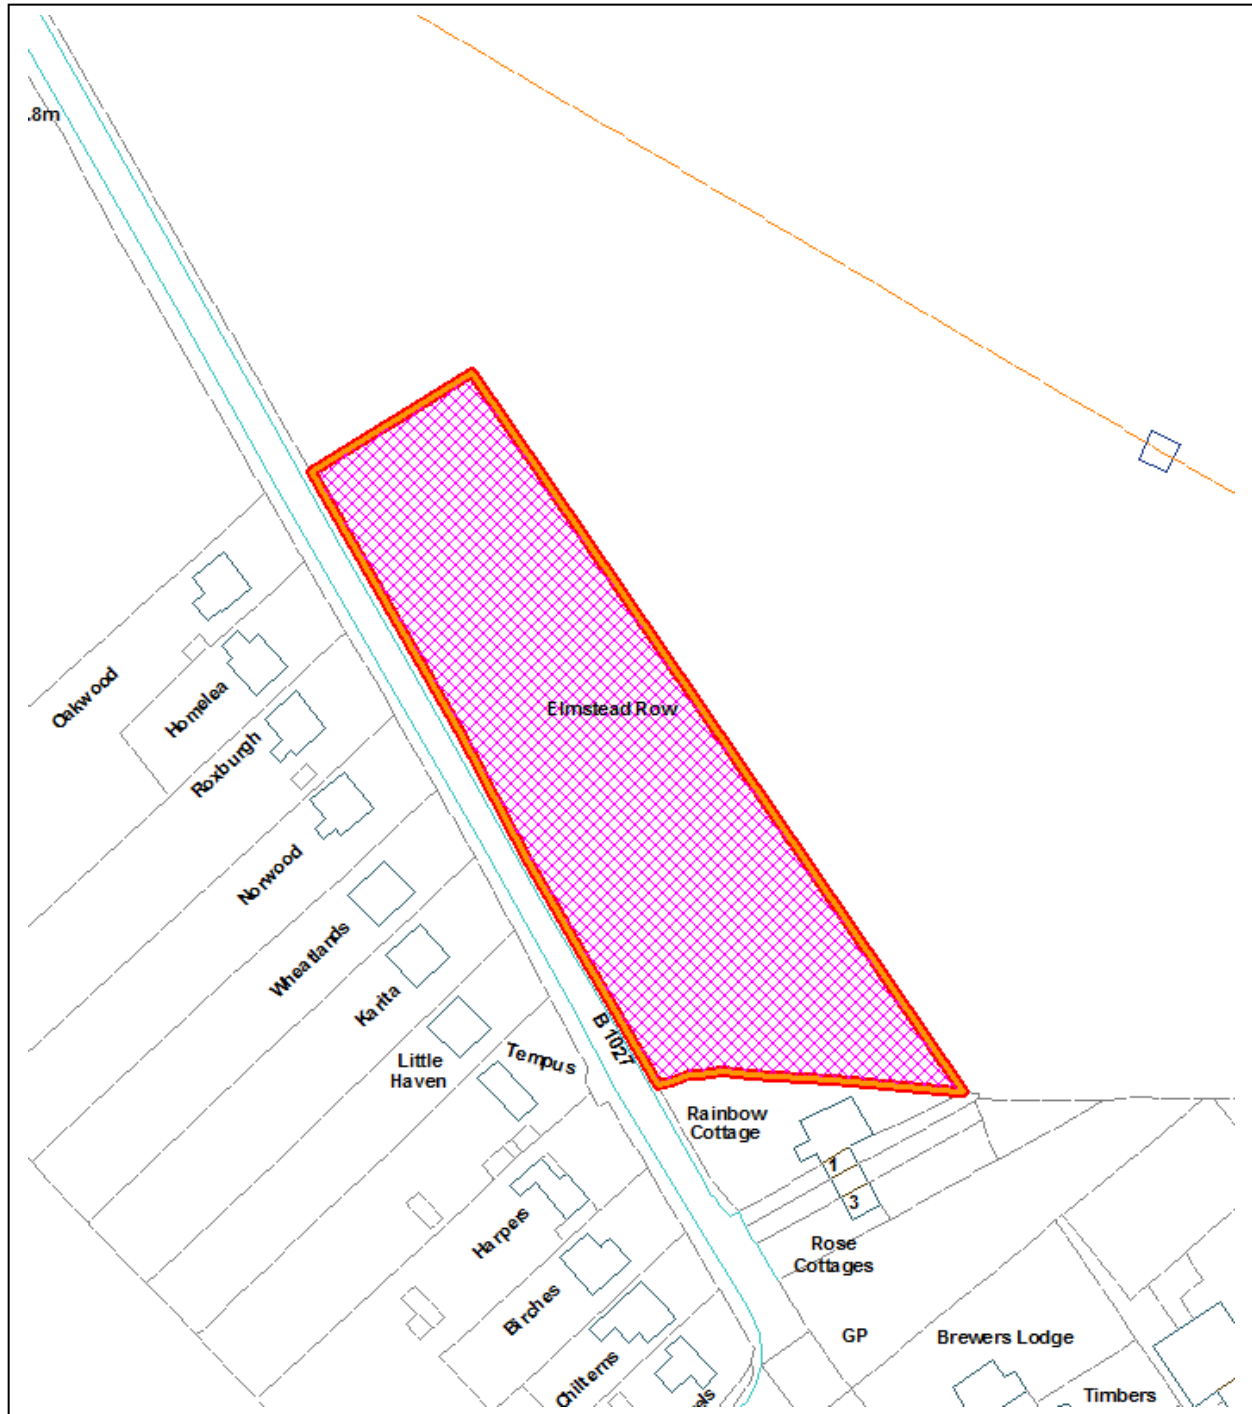 .8m
Oakwood
Homelea
Roxburgh
Elmstead Row
Norwood
Wheatlands
Karita
B 1027
Little
Haven
Tempus
Rainbow
Cottage
1
3
Harpers
Rose
Cottages
Birches
GP
Brewers Lodge
Chilterns
Timbers